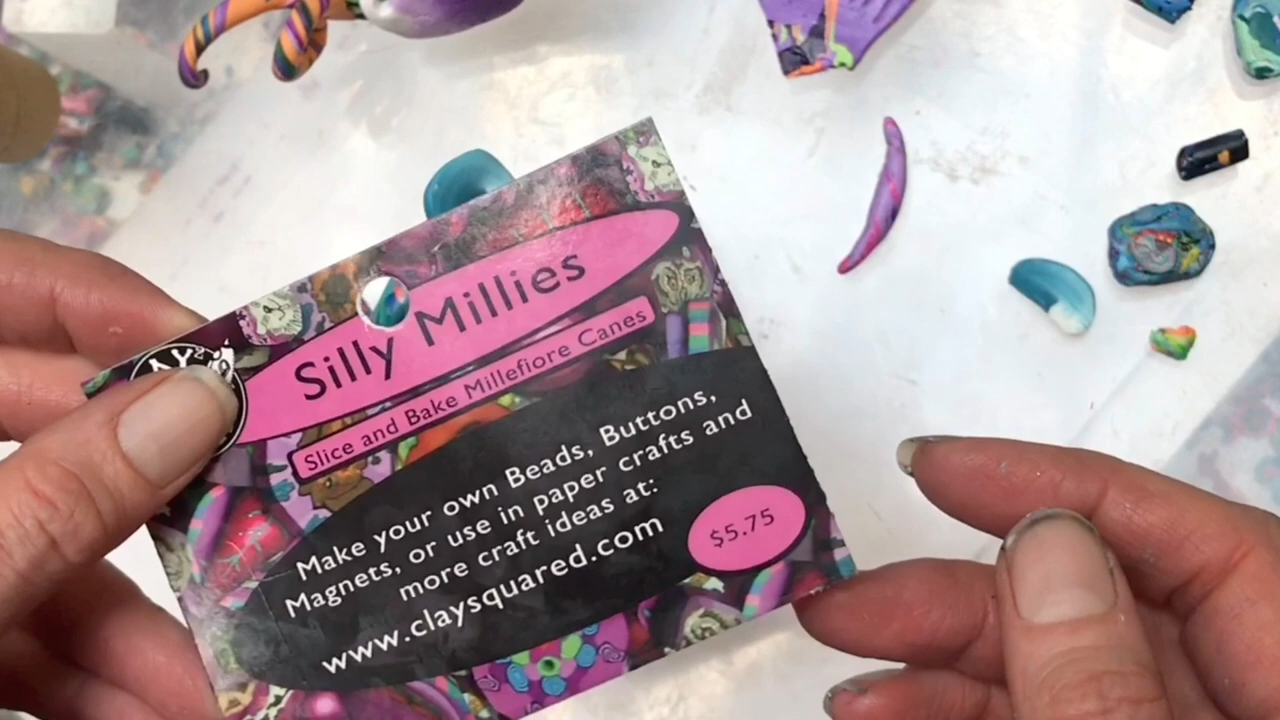 Silly Millies
Slice and Bake Millefiore Canes
Make your own Beads, Buttons,
Magnets, or use in paper crafts and
more craft ideas at:
www.claysquared.com
$5.75